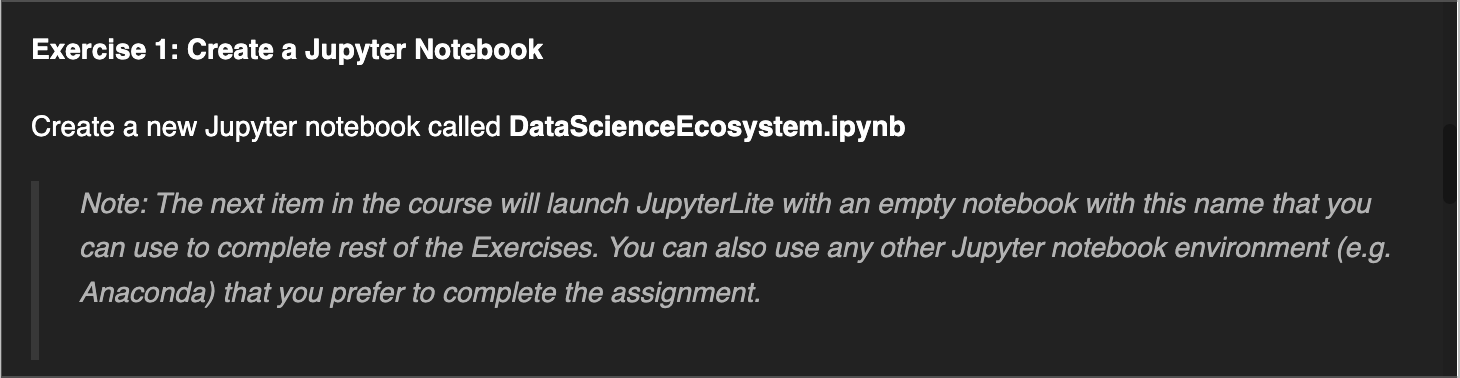 Exercise 1: Create a Jupyter Notebook
Create a new Jupyter notebook called DataScienceEcosystem.ipynb
Note: The next item in the course will launch JupyterLite with an empty notebook with this name that you
can use to complete rest of the Exercises. You can also use any other Jupyter notebook environment (e.g.
Anaconda) that you prefer to complete the assignment.